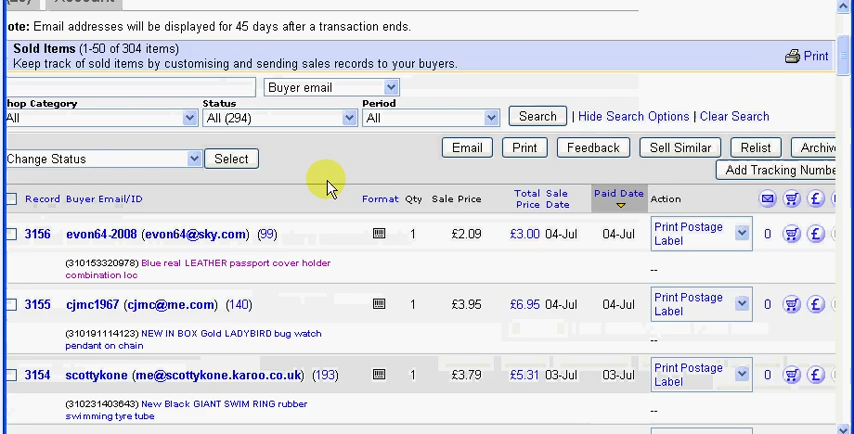 Account
ote: Email addresses will be displayed for 45 days after a transaction ends.
Sold Items (1-50 of 304 items)
Keep track of sold items by customising and sending sales records to your buyers.
Print
Buyer email
hop Category Status Period
All All (294) All Search | Hide Search Options | Clear Search
Email Print Feedback Sell Similar Relist Archiv
Change Status Select
Add Tracking Numbe
Record Buyer Email/ID Format Qty Sale Price Total Price Sale Date Paid Date Action
3156 evon64-2008 (evon64@sky.com) (99) 1 £2.09 £3.00 04-Jul 04-Jul Print Postage Label 0
(310153320978) Blue real LEATHER passport cover holder
combination loc
--
3155 cjmc1967 (cjmc@me.com) (140) 1 £3.95 £6.95 04-Jul 04-Jul Print Postage Label 0
(310191114123) NEW IN BOX Gold LADYBIRD bug watch
pendant on chain
--
3154 scottykone (me@scottykone.karoo.co.uk) (193) 1 £3.79 £5.31 03-Jul 03-Jul Print Postage Label 0
(310231403643) New Black GIANT SWIM RING rubber
swimming tyre tube
--